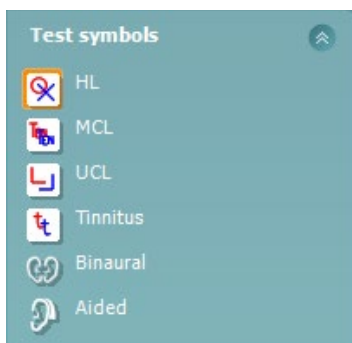 Test symbols
HL
MCL
UCL
Tinnitus
Binaural
Aided